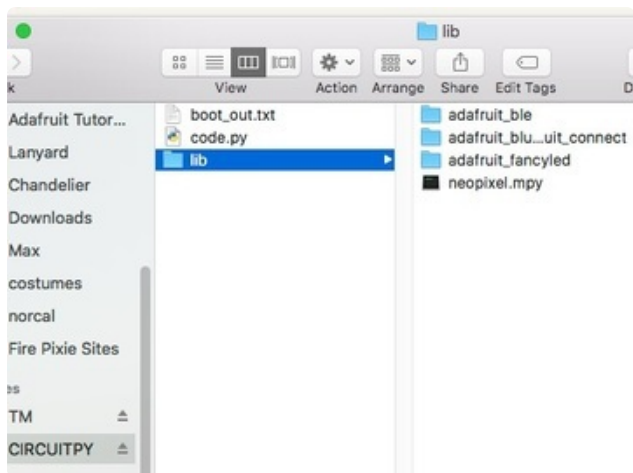 lib
k
View
Action
Arrange
Share
Edit Tags
D
Adafruit Tutor...
Lanyard
Chandelier
Downloads
Max
costumes
norcal
Fire Pixie Sites
es
TM
CIRCUITPY
boot_out.txt
code.py
lib
adafruit_ble
adafruit_blu...uit_connect
adafruit_fancyled
neopixel.mpy